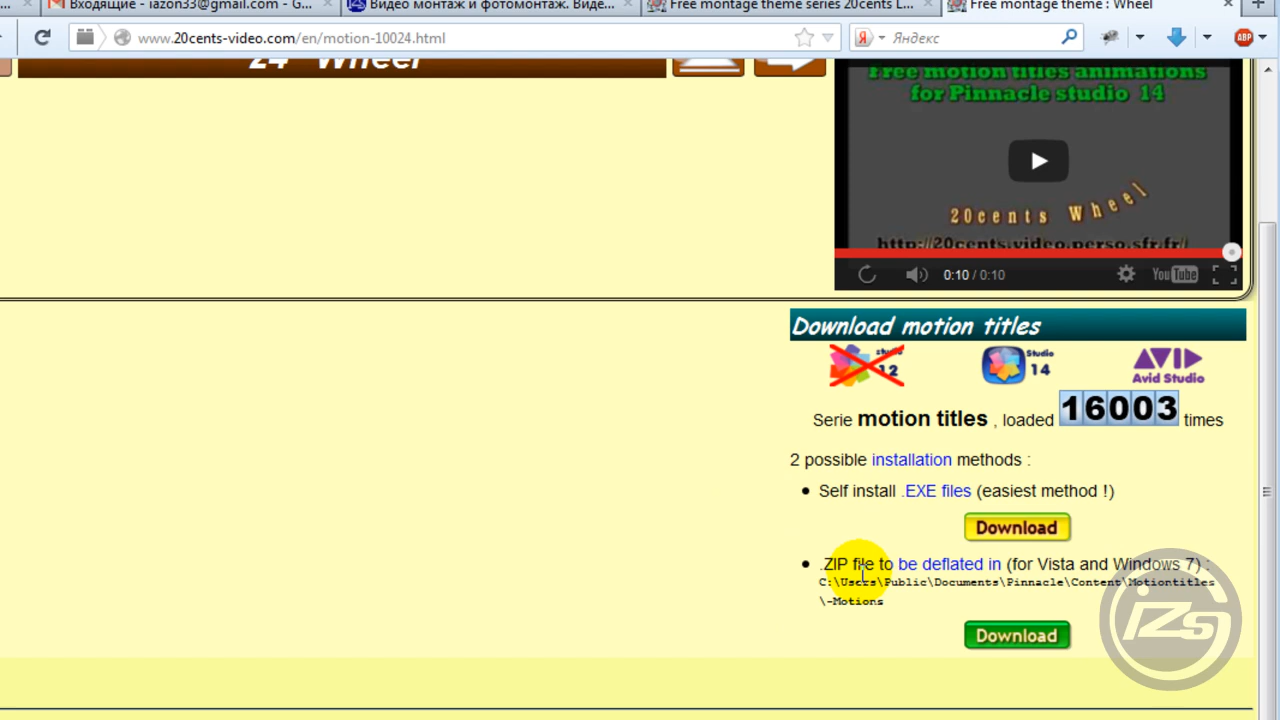 Входящие - iazon33@gmail.com - G...
Видео монтаж и фотомонтаж. Виде...
Free montage theme series 20cents L...
Free montage theme : Wheel
www.20cents-video.com/en/motion-10024.html
Яндекс
ABP
24 Wheel
Free motion titles animations
for Pinnacle studio 14
20cents Wheel
http://20cents.video.perso.sfr.fr/
0:10 / 0:10
YouTube
Download motion titles
studio 12
Studio 14
AVID
Avid Studio
Serie motion titles , loaded 16003 times
2 possible installation methods :
Self install .EXE files (easiest method !)
Download
.ZIP file to be deflated in (for Vista and Windows 7) :
C:\Users\Public\Documents\Pinnacle\Content\Motiontitles
\-Motions
Download
iZ9